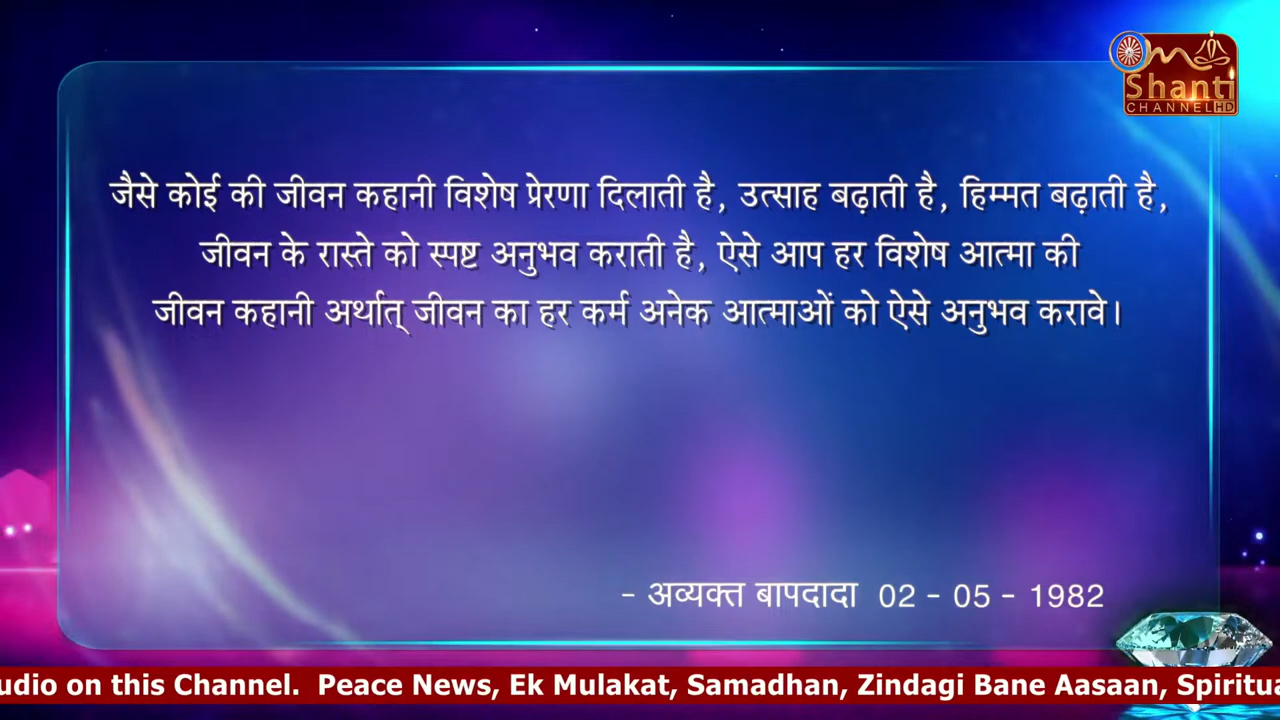 Om
Shanti
CHANNEL HD
जैसे कोई की जीवन कहानी विशेष प्रेरणा दिलाती है, उत्साह बढ़ाती है, हिम्मत बढ़ाती है,
जीवन के रास्ते को स्पष्ट अनुभव कराती है, ऐसे आप हर विशेष आत्मा की
जीवन कहानी अर्थात् जीवन का हर कर्म अनेक आत्माओं को ऐसे अनुभव करावे।
- अव्यक्त बापदादा 02 - 05 - 1982
udio on this Channel. Peace News, Ek Mulakat, Samadhan, Zindagi Bane Aasaan, Spiritua